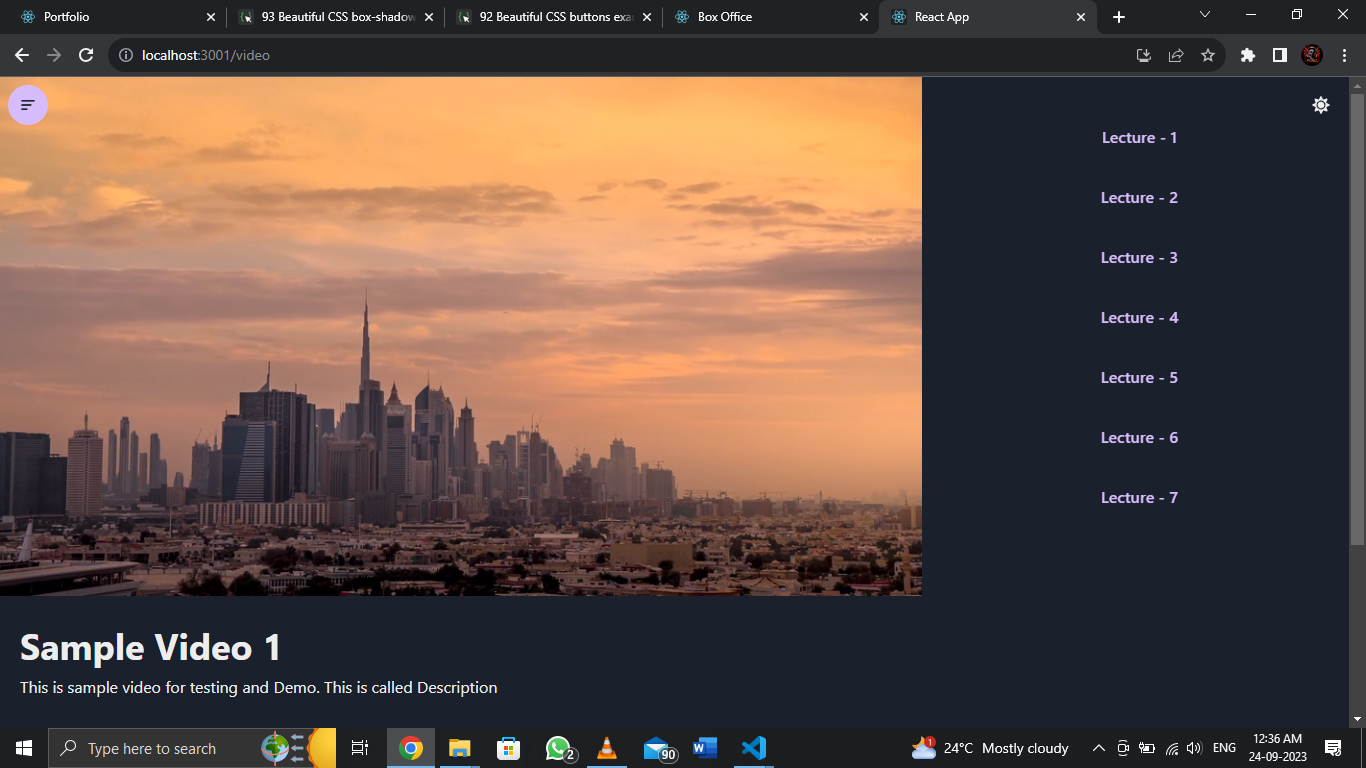 Portfolio
93 Beautiful CSS box-shadow
92 Beautiful CSS buttons exa
Box Office
React App
localhost:3001/video
Lecture - 1
Lecture - 2
Lecture - 3
Lecture - 4
Lecture - 5
Lecture - 6
Lecture - 7
Sample Video 1
This is sample video for testing and Demo. This is called Description
Type here to search
2
90
1
24°C Mostly cloudy
ENG
12:36 AM
24-09-2023